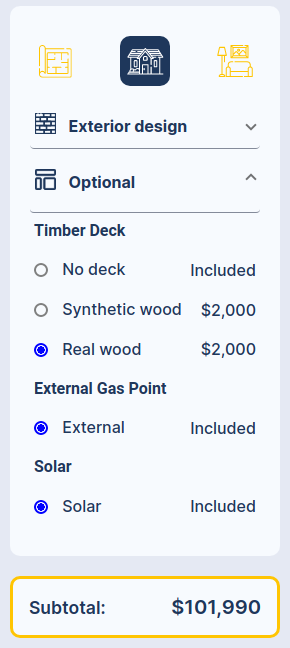 Exterior design
Optional
Timber Deck
No deck Included
Synthetic wood $2,000
Real wood $2,000
External Gas Point
External Included
Solar
Solar Included
Subtotal: $101,990